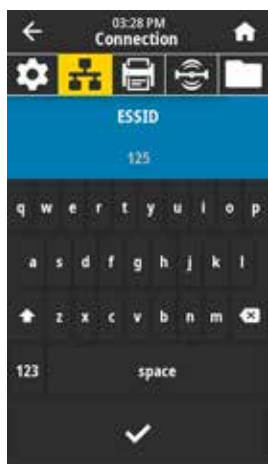 03:28 PM
Connection
ESSID
125
q w e r t y u i o p
a s d f g h j k l
z x c v b n m
123 space